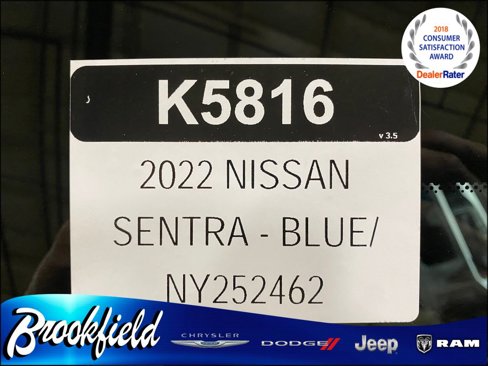 2018
CONSUMER
SATISFACTION
AWARD
DealerRater
K5816
v 3.5
2022 NISSAN
SENTRA - BLUE/
NY252462
Brookfield
CHRYSLER
DODGE
Jeep
RAM